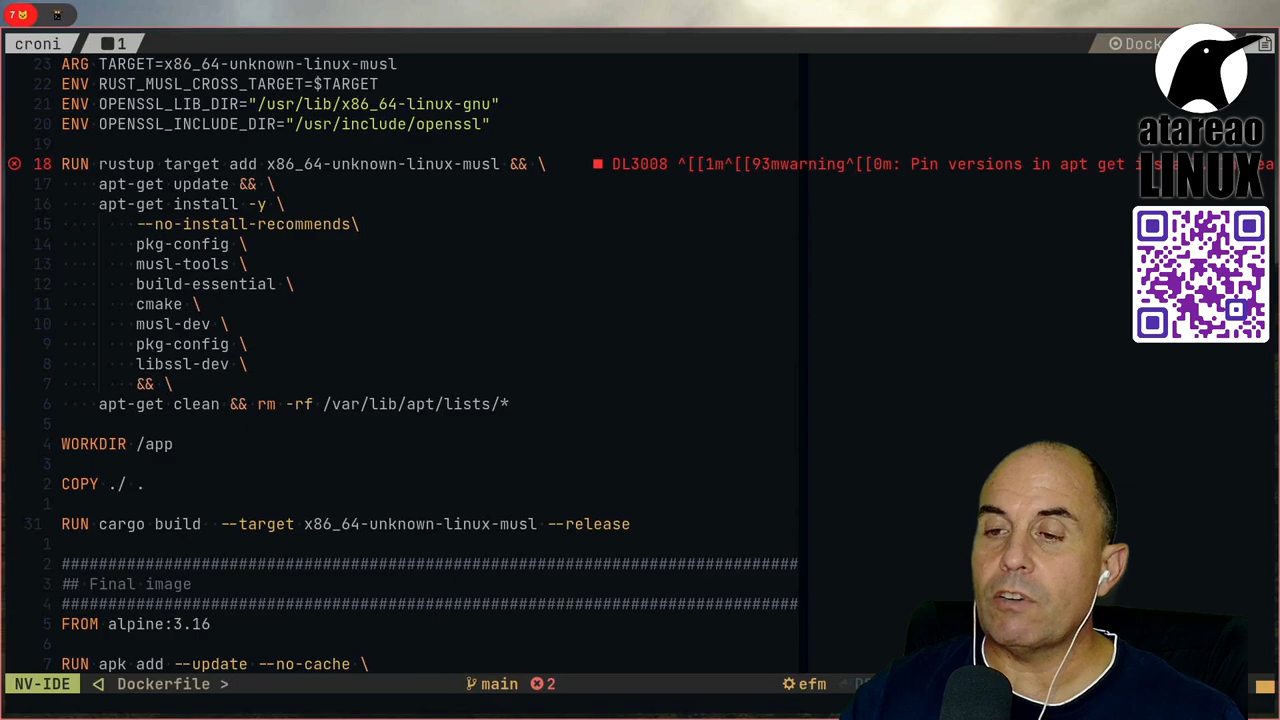 7
croni
1
Dock
23 ARG TARGET=x86_64-unknown-linux-musl
22 ENV RUST_MUSL_CROSS_TARGET=$TARGET
21 ENV OPENSSL_LIB_DIR="/usr/lib/x86_64-linux-gnu"
20 ENV OPENSSL_INCLUDE_DIR="/usr/include/openssl"
19
18 RUN rustup target add x86_64-unknown-linux-musl && \ ■ DL3008 ^[[1m^[[93mwarning^[[0m: Pin versions in apt get
17 apt-get update && \
16 apt-get install -y \
15 --no-install-recommends\
14 pkg-config \
13 musl-tools \
12 build-essential \
11 cmake \
10 musl-dev \
9 pkg-config \
8 libssl-dev \
7 && \
6 apt-get clean && rm -rf /var/lib/apt/lists/*
5
4 WORKDIR /app
3
2 COPY ./ .
1
31 RUN cargo build --target x86_64-unknown-linux-musl --release
1
2 ###############################################################################
3 ## Final image
4 ###############################################################################
5 FROM alpine:3.16
6
7 RUN apk add --update --no-cache \
NV-IDE Dockerfile > main 2 efm
atareao
LINUX